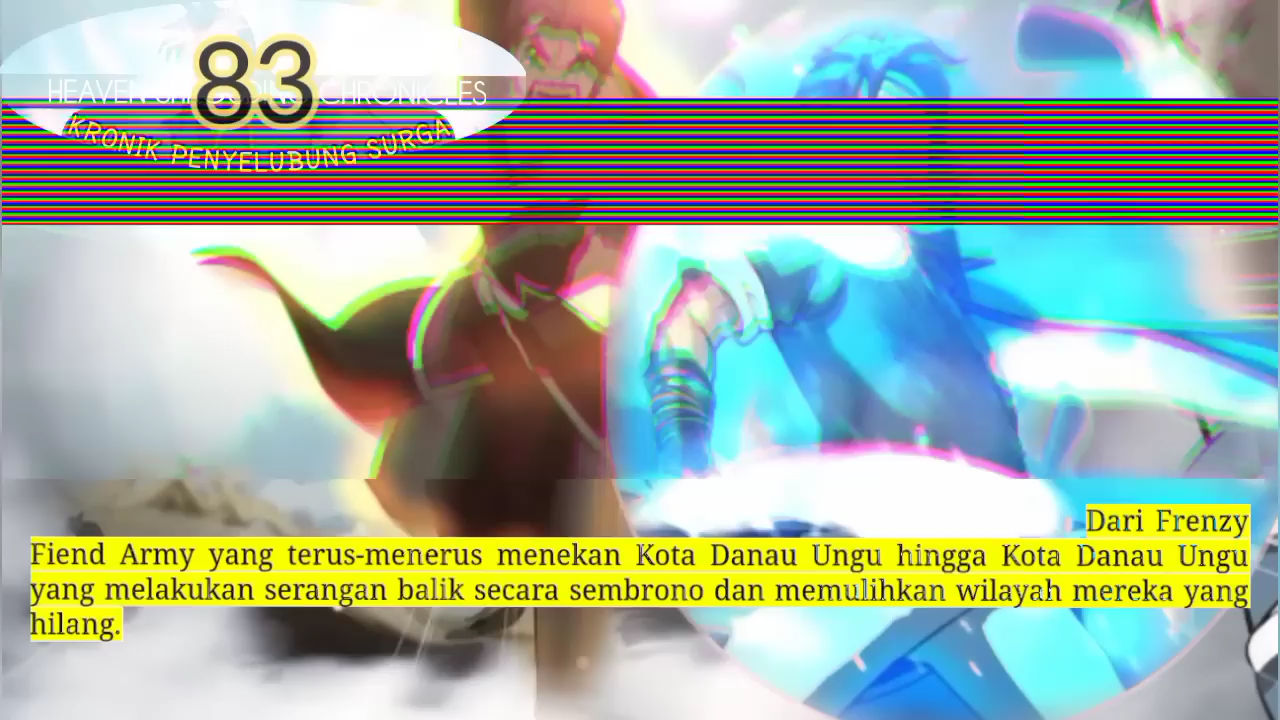 83
HEAVEN CHRONICLES
KRONIK PENYELUBUNG SURGA
Dari Frenzy
Fiend Army yang terus-menerus menekan Kota Danau Ungu hingga Kota Danau Ungu
yang melakukan serangan balik secara sembrono dan memulihkan wilayah mereka yang
hilang.